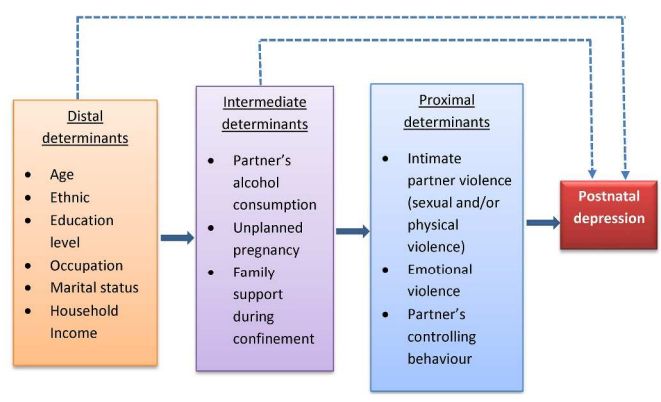 Distal
determinants
• Age
• Ethnic
• Education
level
• Occupation
• Marital status
• Household
Income
Intermediate
determinants
• Partner's
alcohol
consumption
• Unplanned
pregnancy
• Family
support
during
confinement
Proximal
determinants
• Intimate
partner violence
(sexual and/or
physical
violence)
• Emotional
violence
• Partner's
controlling
behaviour
Postnatal
depression